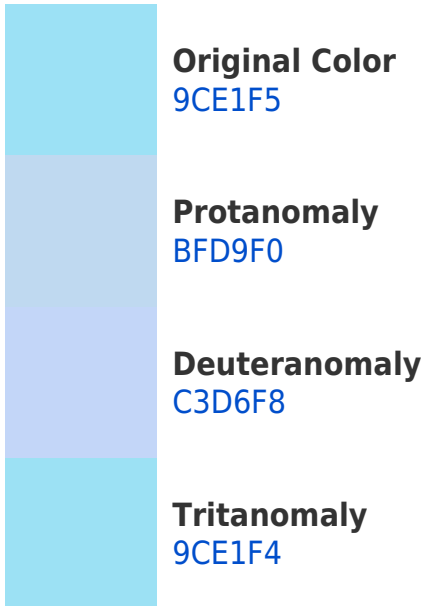 Original Color
9CE1F5
Protanomaly
BFD9F0
Deuteranomaly
C3D6F8
Tritanomaly
9CE1F4